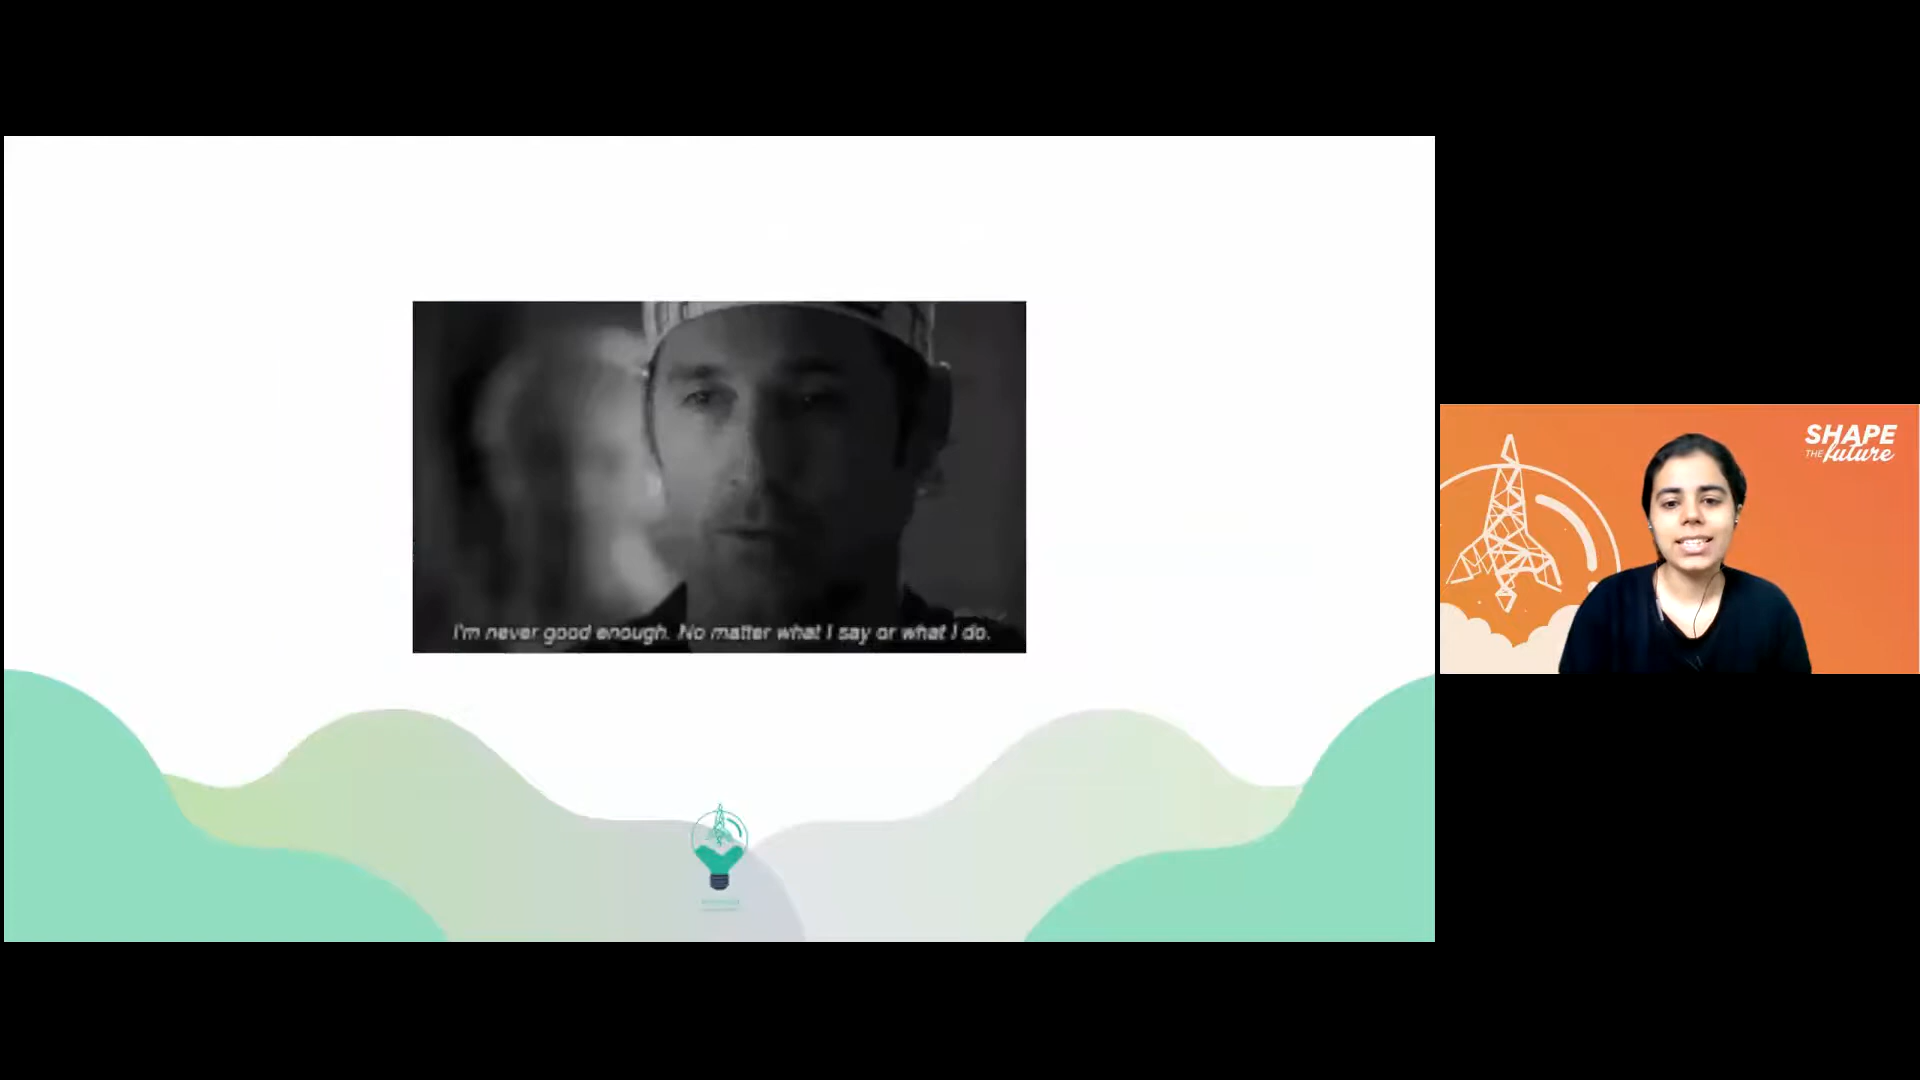 I'm never good enough. No matter what I say or what I do.
SHAPE
THE future